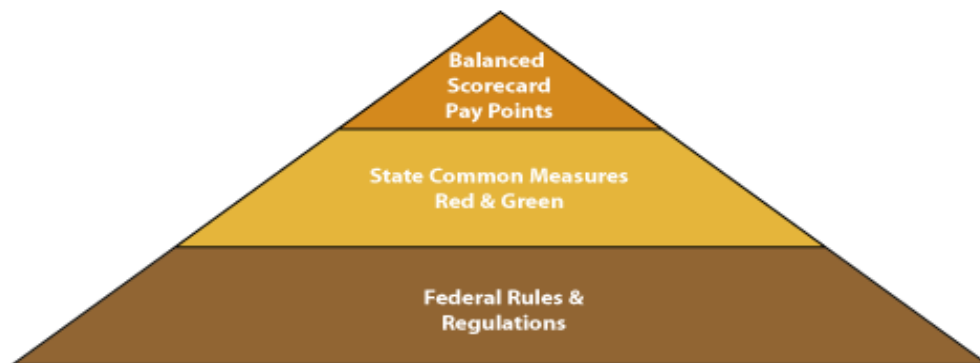 Balanced
Scorecard
Pay Points
State Common Measures
Red & Green
Federal Rules &
Regulations